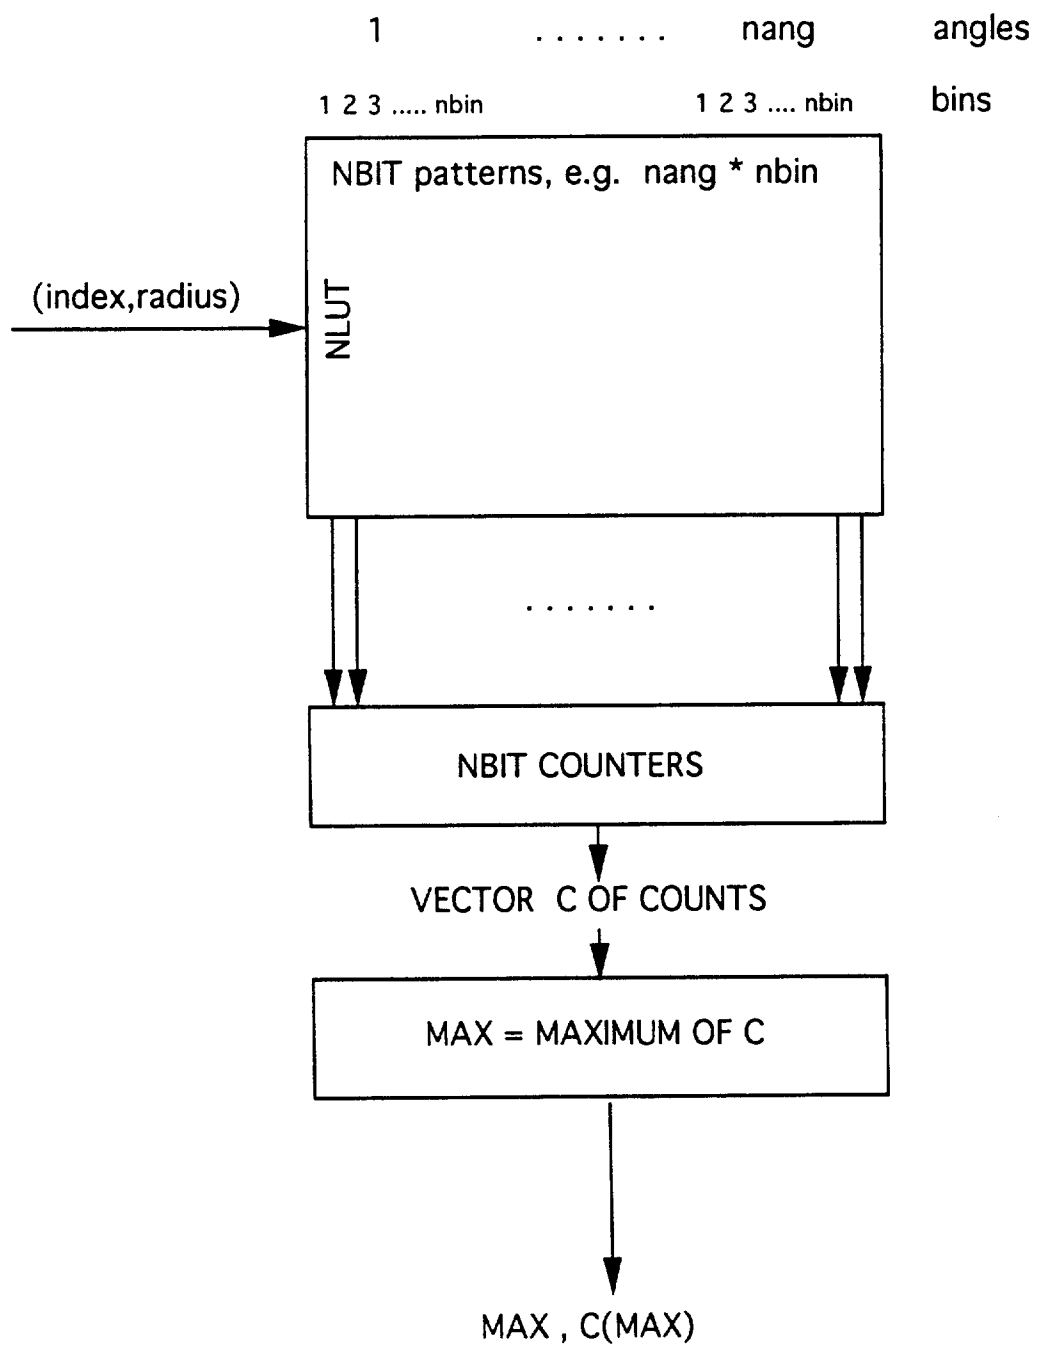 1 ....... nang angles
1 2 3 ..... nbin 1 2 3 .... nbin bins
NBIT patterns, e.g. nang * nbin
(index,radius)
NLUT
.......
NBIT COUNTERS
VECTOR C OF COUNTS
MAX = MAXIMUM OF C
MAX , C(MAX)